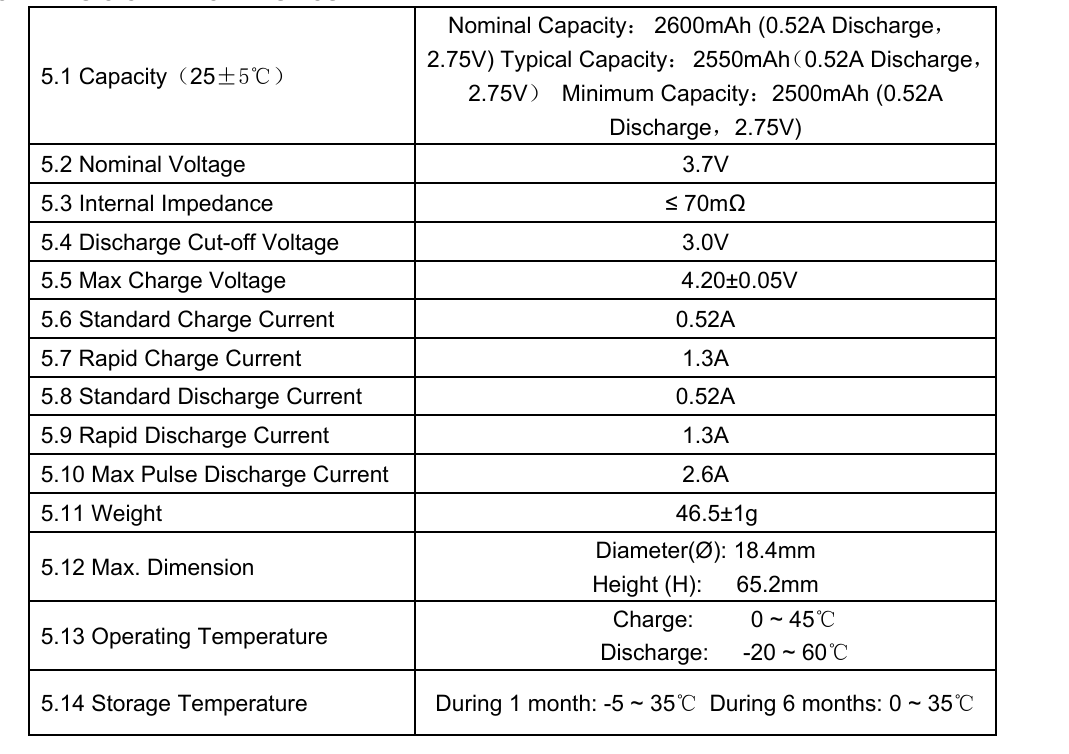 Nominal Capacity： 2600mAh (0.52A Discharge，
5.1 Capacity（25±5℃）
2.75V) Typical Capacity： 2550mAh（0.52A Discharge，
2.75V） Minimum Capacity：2500mAh (0.52A
Discharge，2.75V)
5.2 Nominal Voltage 3.7V
5.3 Internal Impedance ≤ 70mΩ
5.4 Discharge Cut-off Voltage 3.0V
5.5 Max Charge Voltage 4.20±0.05V
5.6 Standard Charge Current 0.52A
5.7 Rapid Charge Current 1.3A
5.8 Standard Discharge Current 0.52A
5.9 Rapid Discharge Current 1.3A
5.10 Max Pulse Discharge Current 2.6A
5.11 Weight 46.5±1g
5.12 Max. Dimension
Diameter(Ø): 18.4mm
Height (H): 65.2mm
5.13 Operating Temperature
Charge: 0 ~ 45℃
Discharge: -20 ~ 60℃
5.14 Storage Temperature During 1 month: -5 ~ 35℃ During 6 months: 0 ~ 35℃